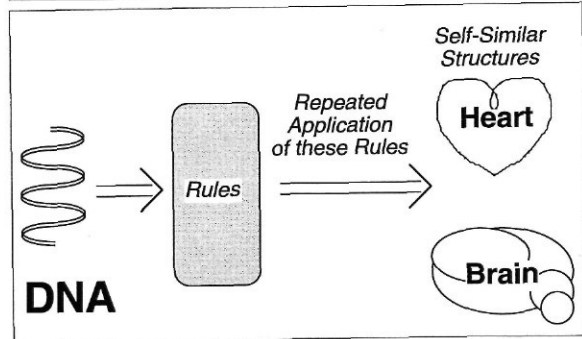 Self-Similar
Structures
Repeated
Application
of these Rules
Heart
Rules
Brain
DNA